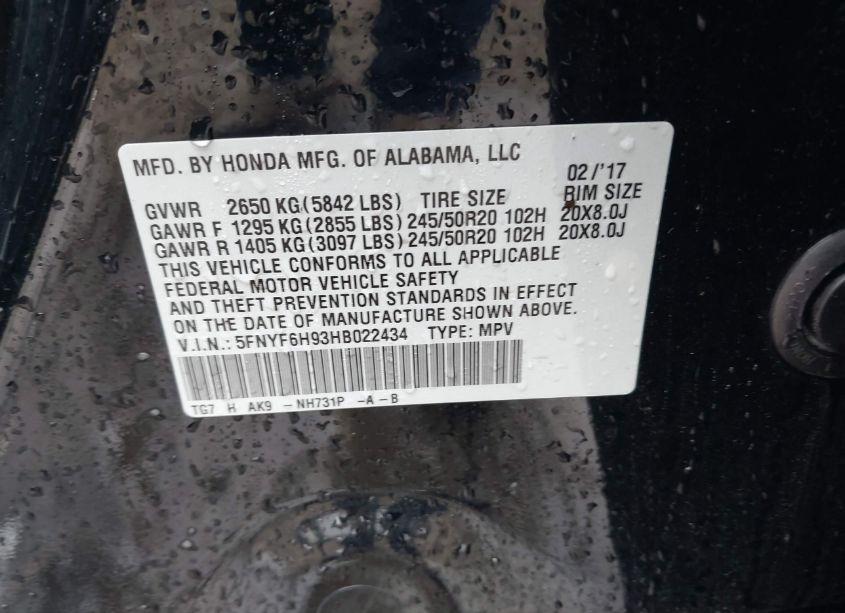 MFD. BY HONDA MFG. OF ALABAMA, LLC 02/'17
GVWR 2650 KG(5842 LBS) TIRE SIZE RIM SIZE
GAWR F 1295 KG(2855 LBS) 245/50R20 102H 20X8.0J
GAWR R 1405 KG(3097 LBS) 245/50R20 102H 20X8.0J
THIS VEHICLE CONFORMS TO ALL APPLICABLE
FEDERAL MOTOR VEHICLE SAFETY
AND THEFT PREVENTION STANDARDS IN EFFECT
ON THE DATE OF MANUFACTURE SHOWN ABOVE.
V.I.N.: 5FNYF6H93HB022434 TYPE: MPV
TG7 H AK9 -NH731P -A-B